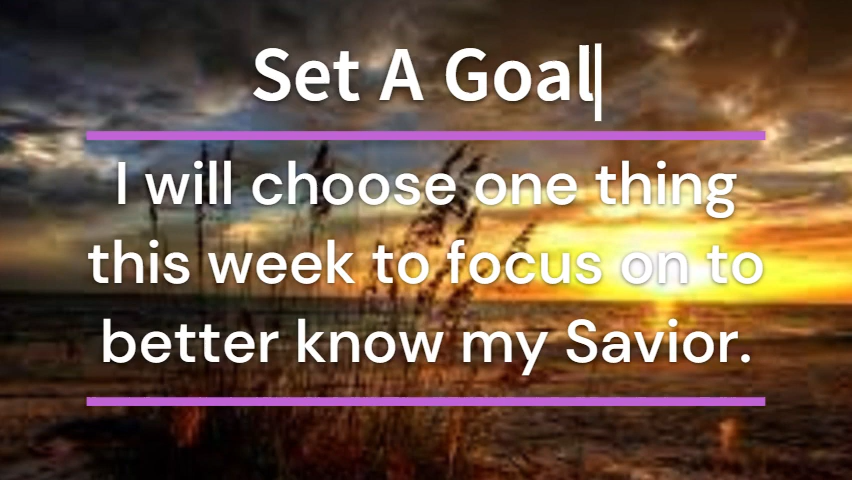 Set A Goal
I will choose one thing
this week to focus on to
better know my Savior.